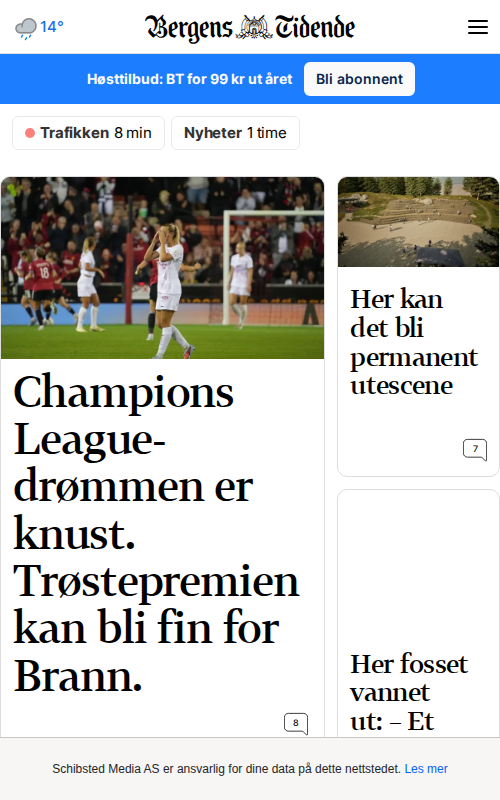 14°
Bergens Tidende
Høsttilbud: BT for 99 kr ut året
Bli abonnent
Trafikken 8 min
Nyheter 1 time
Champions
League-
drømmen er
knust.
Trøstepremien
kan bli fin for
Brann.
8
Her kan
det bli
permanent
utescene
7
Her fosset
vannet
ut: – Et
Schibsted Media AS er ansvarlig for dine data på dette nettstedet. Les mer
18